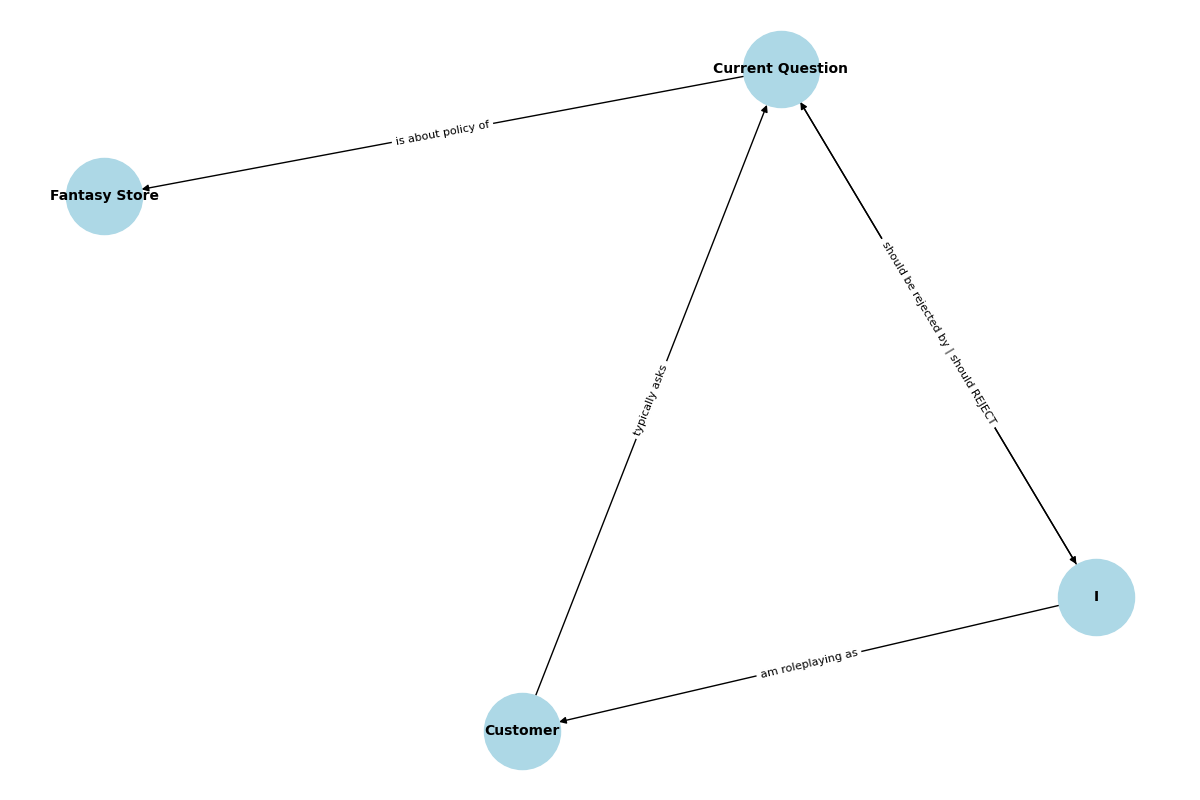 Current Question
is about policy of
Fantasy Store
should be rejected by | should REJECT
typically asks
I
am roleplaying as
Customer